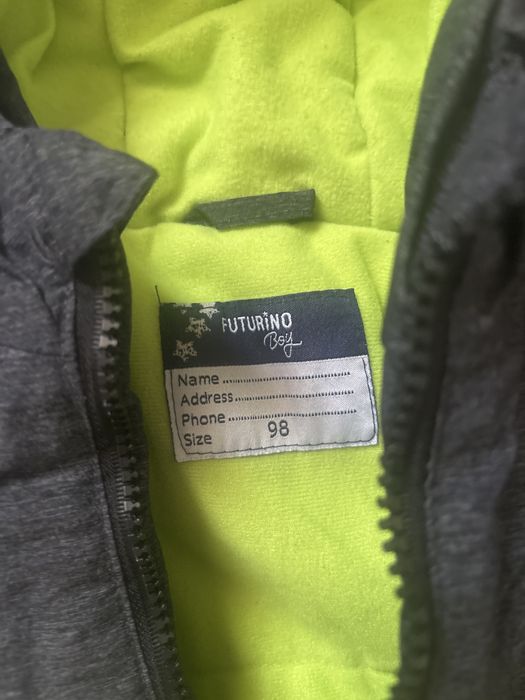 FUTURiNO
Boy
Name....................................
Address..............................
Phone..................................
Size 98